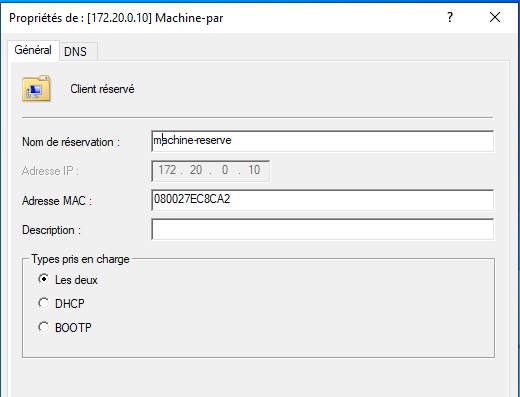 Propriétés de : [172.20.0.10] Machine-par
Général DNS
Client réservé
Nom de réservation : machine-reserve
Adresse IP : 172 . 20 . 0 . 10
Adresse MAC : 080027EC8CA2
Description :
Types pris en charge
Les deux
DHCP
BOOTP